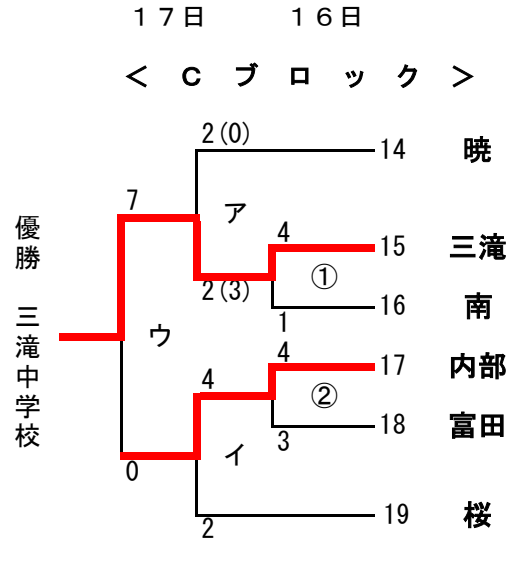 １７日　１６日
＜　Ｃ　ブ　ロ　ッ　ク　＞
2(0)
14　暁
7
ア
4
15　三滝
①
2(3)
16　南
1
優勝　三滝中学校
ウ
4
17　内部
4
②
18　富田
3
イ
0
19　桜
2